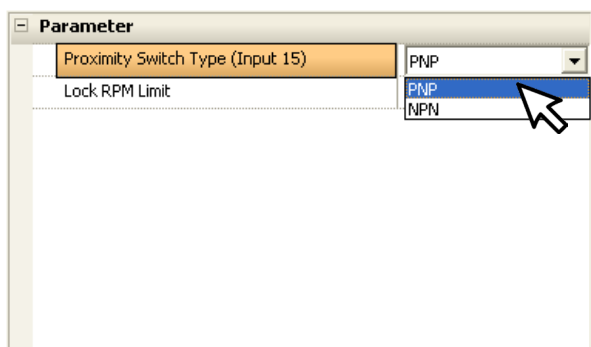 Parameter
Proximity Switch Type (Input 15) PNP
Lock RPM Limit PNP
NPN